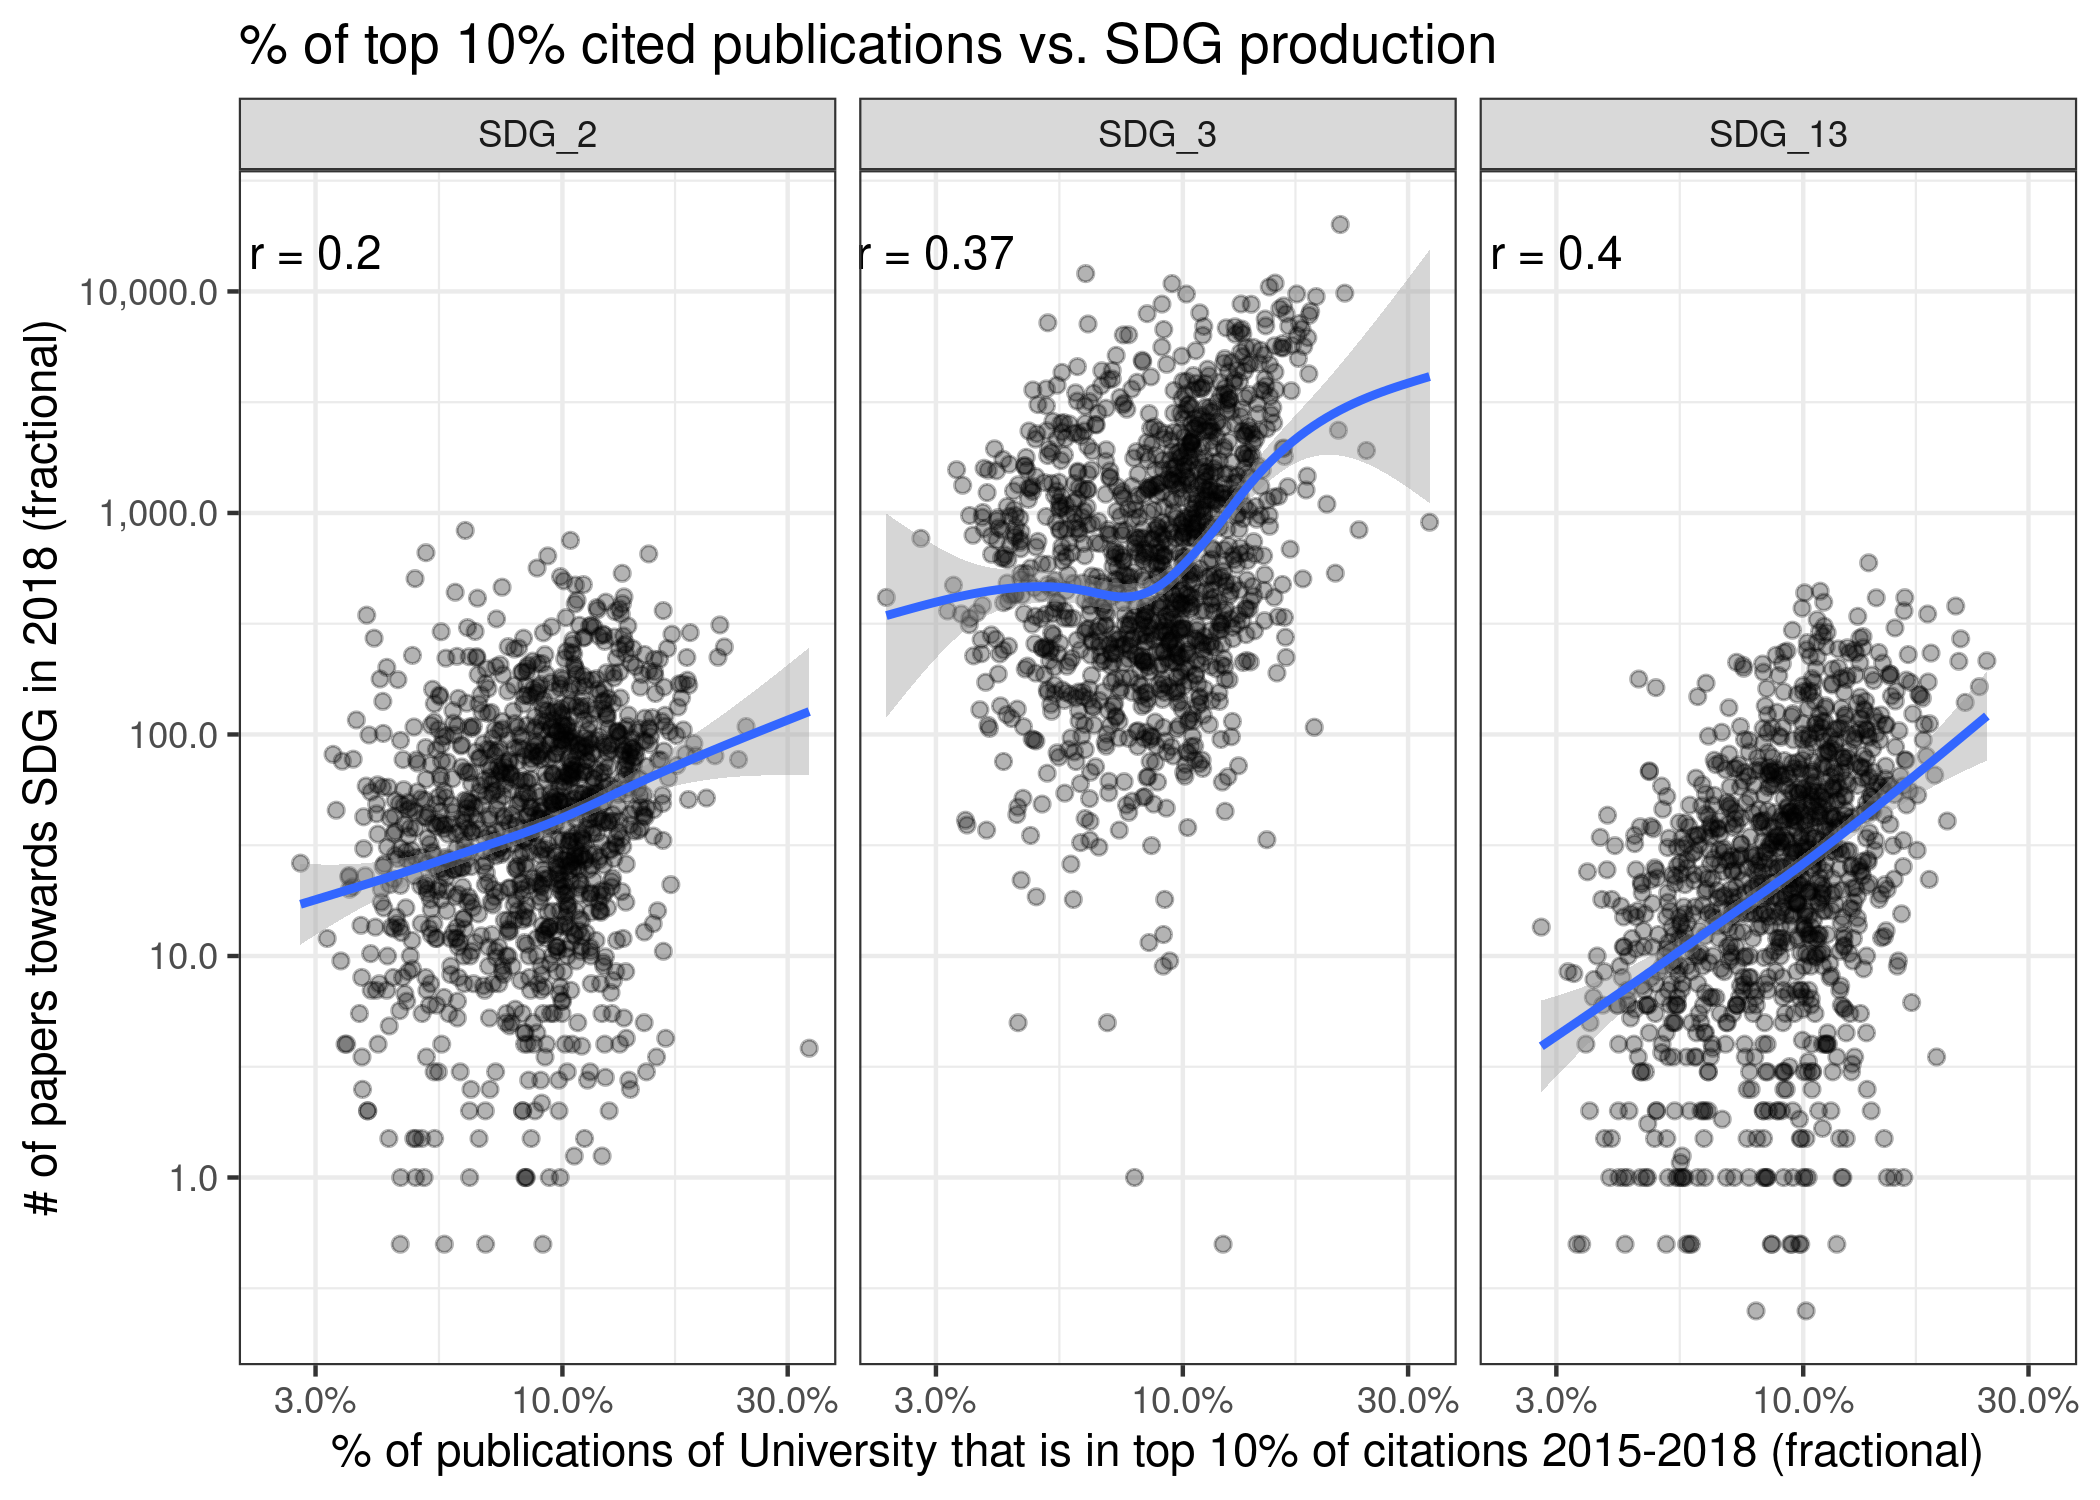 % of top 10% cited publications vs. SDG production
SDG_2
SDG_3
SDG_13
r = 0.2
r = 0.37
r = 0.4
# of papers towards SDG in 2018 (fractional)
10,000.0
1,000.0
100.0
10.0
1.0
3.0%
10.0%
30.0%
3.0%
10.0%
30.0%
3.0%
10.0%
30.0%
% of publications of University that is in top 10% of citations 2015-2018 (fractional)